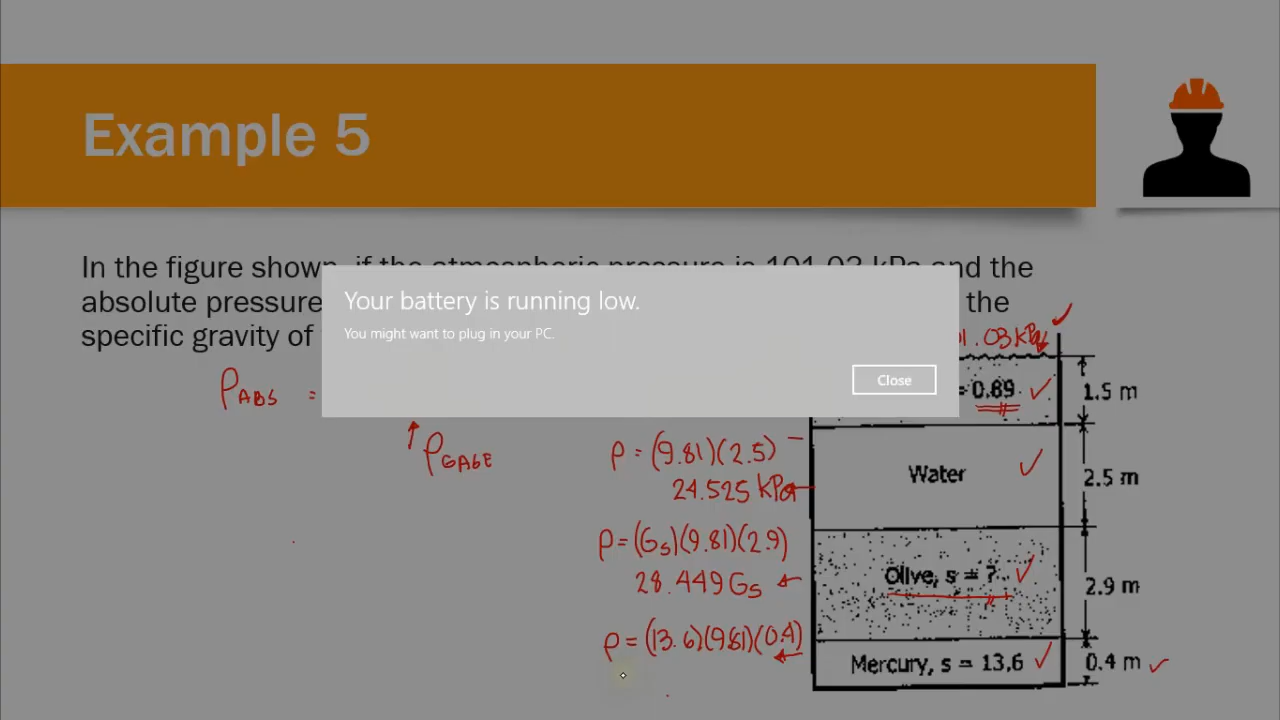 Example 5
In the figure shown, if the atmospheric pressure is 101.03 kPa and the
absolute pressure
the
specific gravity of
Your battery is running low.
You might want to plug in your PC.
Close
01.03 kPa
= 0.89
1.5 m
PABS =
PGAGE
P = (9.81)(2.5)
24.525 kPa
Water
2.5 m
P = (Gs)(9.81)(2.9)
28.449 Gs
Olive, s = ?
2.9 m
P = (13.6)(9.81)(0.4)
Mercury, s = 13,6
0.4 m